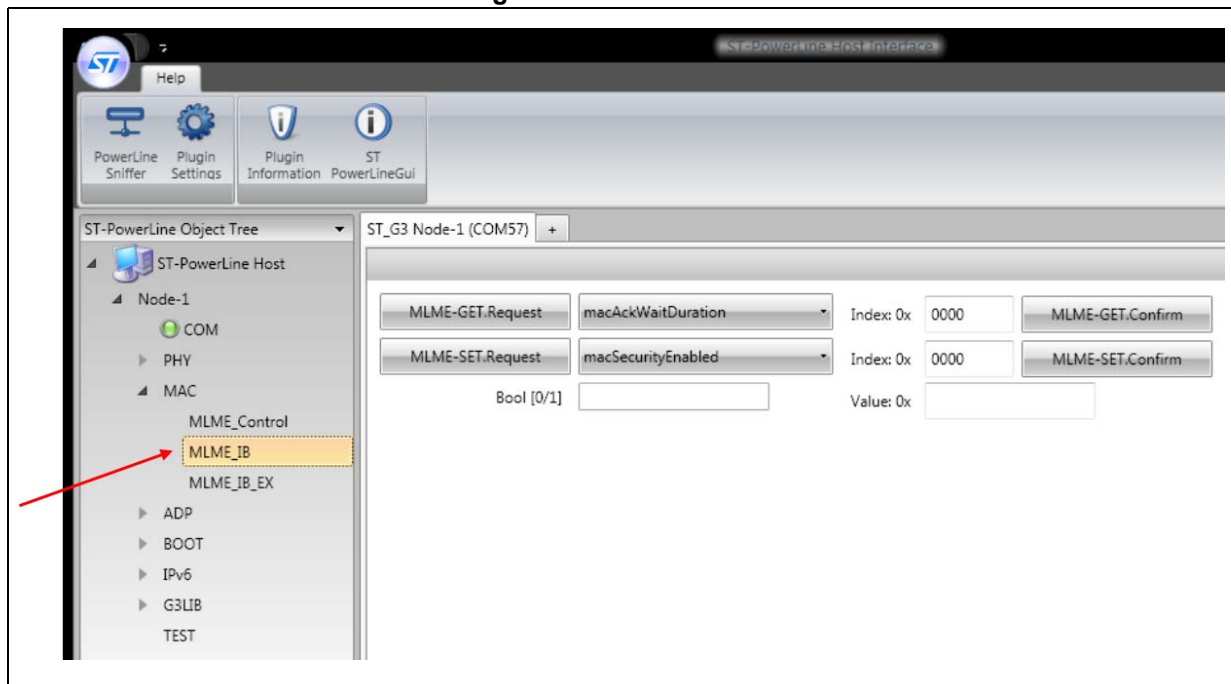 ST
ST-PowerLine Host Interface
Help
PowerLine Sniffer
Plugin Settings
Plugin Information
ST PowerLineGui
ST-PowerLine Object Tree
ST_G3 Node-1 (COM57) +
ST-PowerLine Host
Node-1
COM
PHY
MAC
MLME_Control
MLME_IB
MLME_IB_EX
ADP
BOOT
IPv6
G3LIB
TEST
MLME-GET.Request macAckWaitDuration Index: 0x 0000 MLME-GET.Confirm
MLME-SET.Request macSecurityEnabled Index: 0x 0000 MLME-SET.Confirm
Bool [0/1] Value: 0x